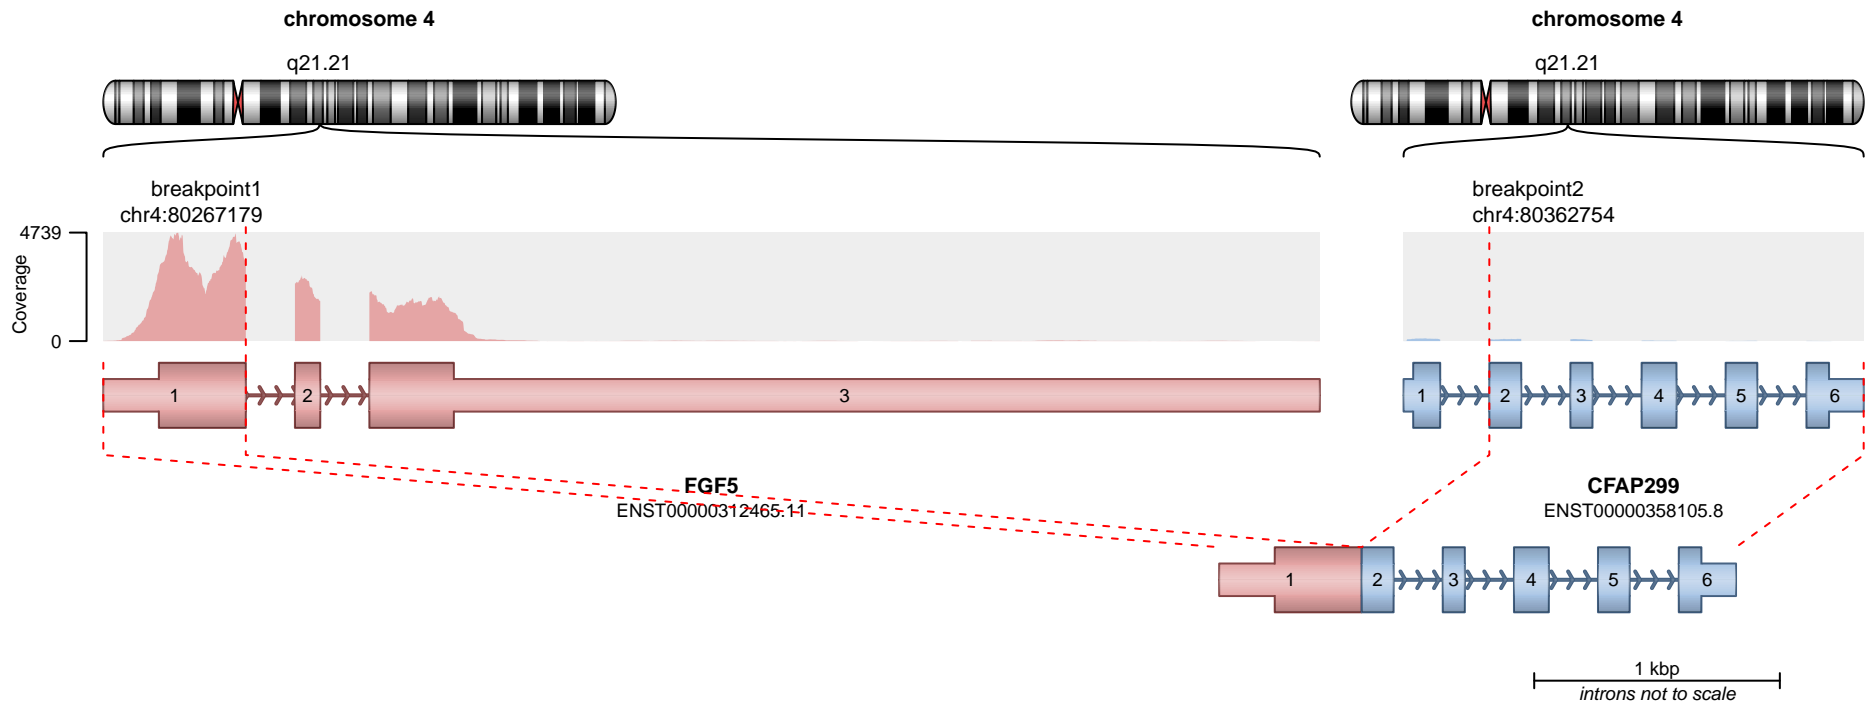 chromosome 4
chromosome 4
q21.21
q21.21
breakpoint1
chr4:80267179
breakpoint2
chr4:80362754
4739
0
Coverage
1
2
3
1
2
3
4
5
6
FGF5
ENST00000312465.11
CFAP299
ENST00000358105.8
1
2
3
4
5
6
1 kbp
introns not to scale